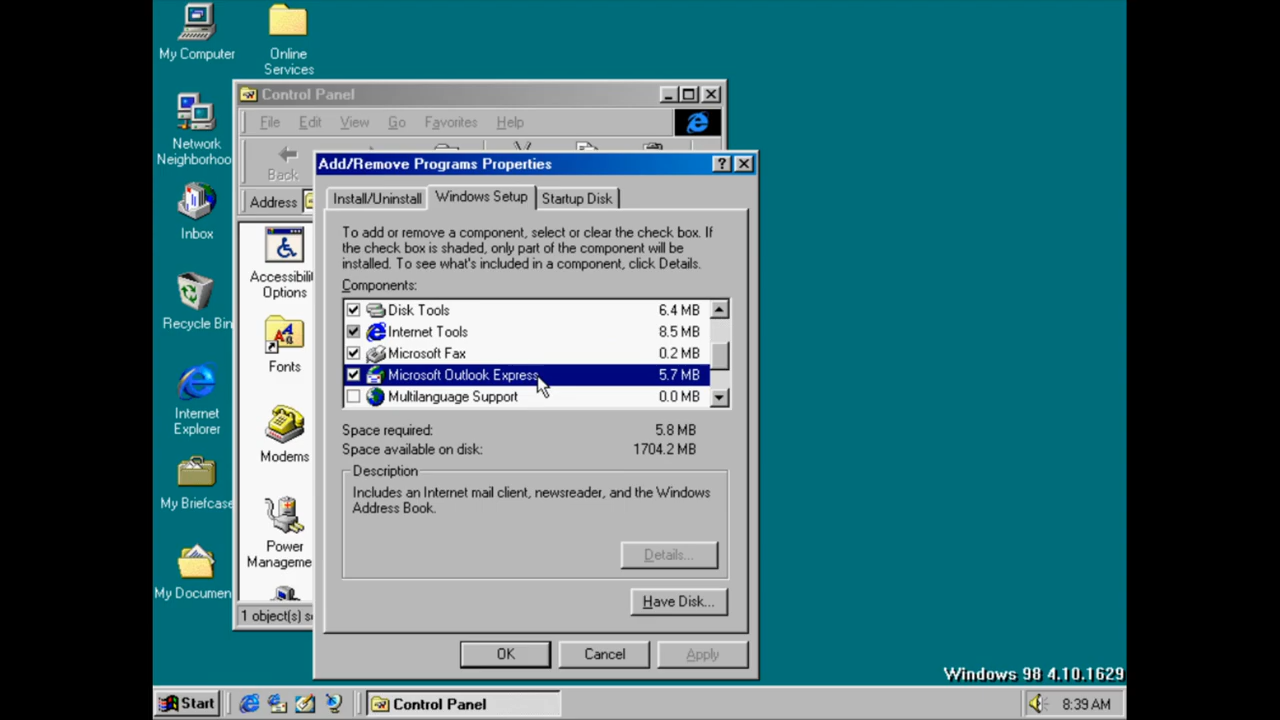 My Computer
Online
Services
Control Panel
File Edit View Go Favorites Help
Network
Neighborhoo
Back
Add/Remove Programs Properties
Install/Uninstall Windows Setup Startup Disk
Address
To add or remove a component, select or clear the check box. If
the check box is shaded, only part of the component will be
installed. To see what's included in a component, click Details.
Inbox
Accessibili
Options
Components:
Disk Tools 6.4 MB
Internet Tools 8.5 MB
Microsoft Fax 0.2 MB
Microsoft Outlook Express 5.7 MB
Multilanguage Support 0.0 MB
Recycle Bin
Fonts
Internet
Explorer
Modems
Space required: 5.8 MB
Space available on disk: 1704.2 MB
Description
Includes an Internet mail client, newsreader, and the Windows
Address Book.
My Briefcase
Power
Manageme
Details...
My Documen
Have Disk...
1 object(s) s
OK Cancel Apply
Windows 98 4.10.1629
Start Control Panel 8:39 AM